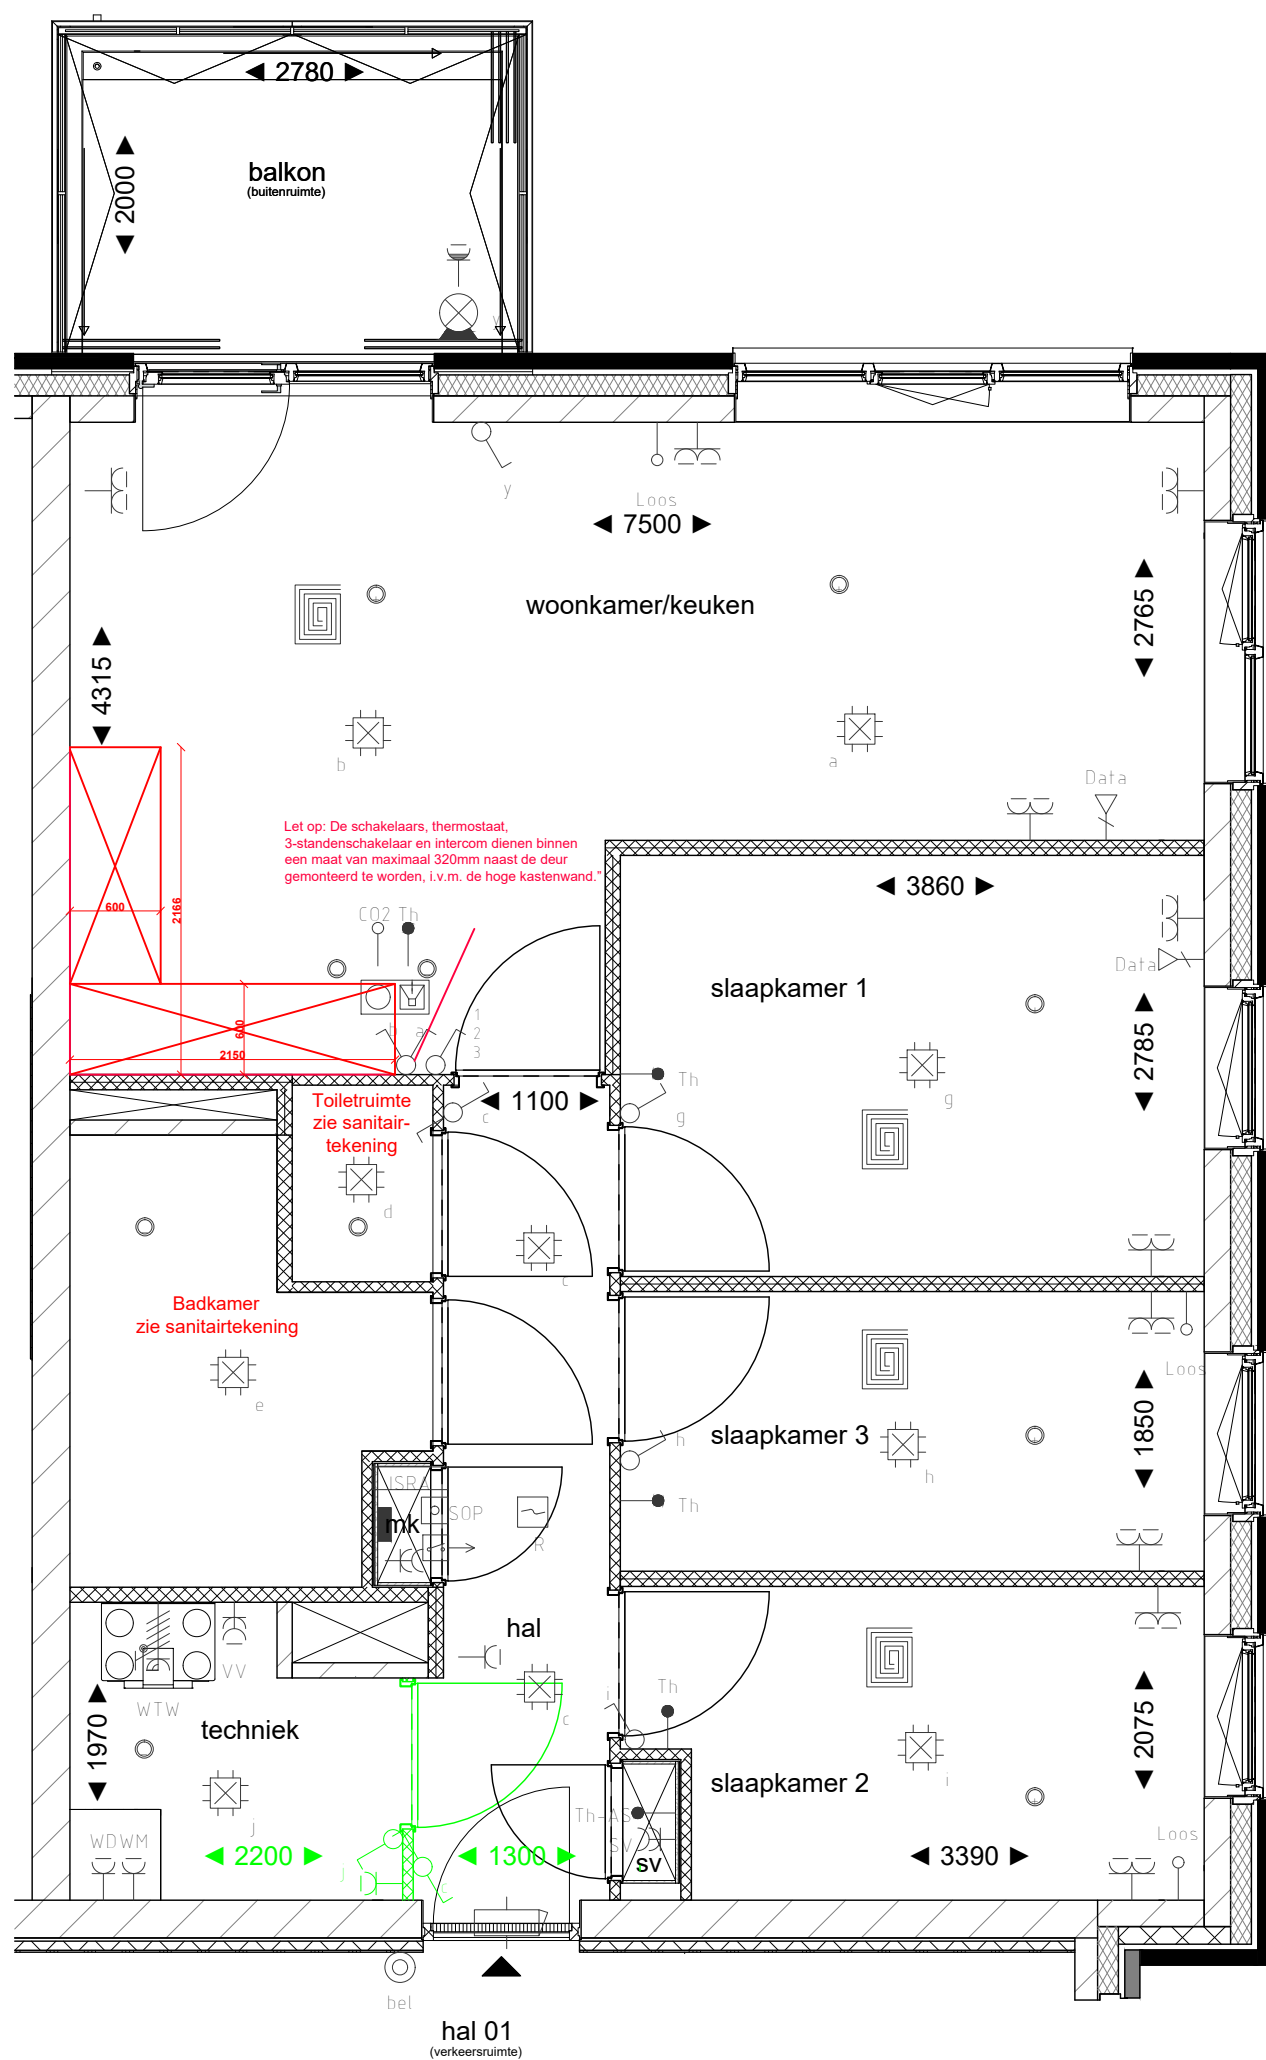 ◄ 2780 ►
◄ 2000 ►
balkon
(buitenruimte)
y
y
Loos
◄ 7500 ►
woonkamer/keuken
◄ 2765 ►
◄ 4315 ►
b
a
Data
Let op: De schakelaars, thermostaat,
3-standenschakelaar en intercom dienen binnen
een maat van maximaal 320mm naast de deur
gemonteerd te worden, i.v.m. de hoge kastenwand."
◄ 3860 ►
600
2166
CO2 Th
Data
slaapkamer 1
b a
1
2
3
600
2150
◄ 2785 ►
Th
g
g
Toiletruimte
zie sanitair-
tekening
◄ 1100 ►
c
d
c
Badkamer
zie sanitairtekening
e
Loos
◄ 1850 ►
slaapkamer 3
h
h
Th
ISRA
SOP
mk
R
hal
VV
WTW
◄ 1970 ►
techniek
c
i
Th
◄ 2075 ►
slaapkamer 2
i
j
Th-AS
SV
SV
WDWM
◄ 2200 ►
◄ 1300 ►
j
c
◄ 3390 ►
Loos
bel
hal 01
(verkeersruimte)